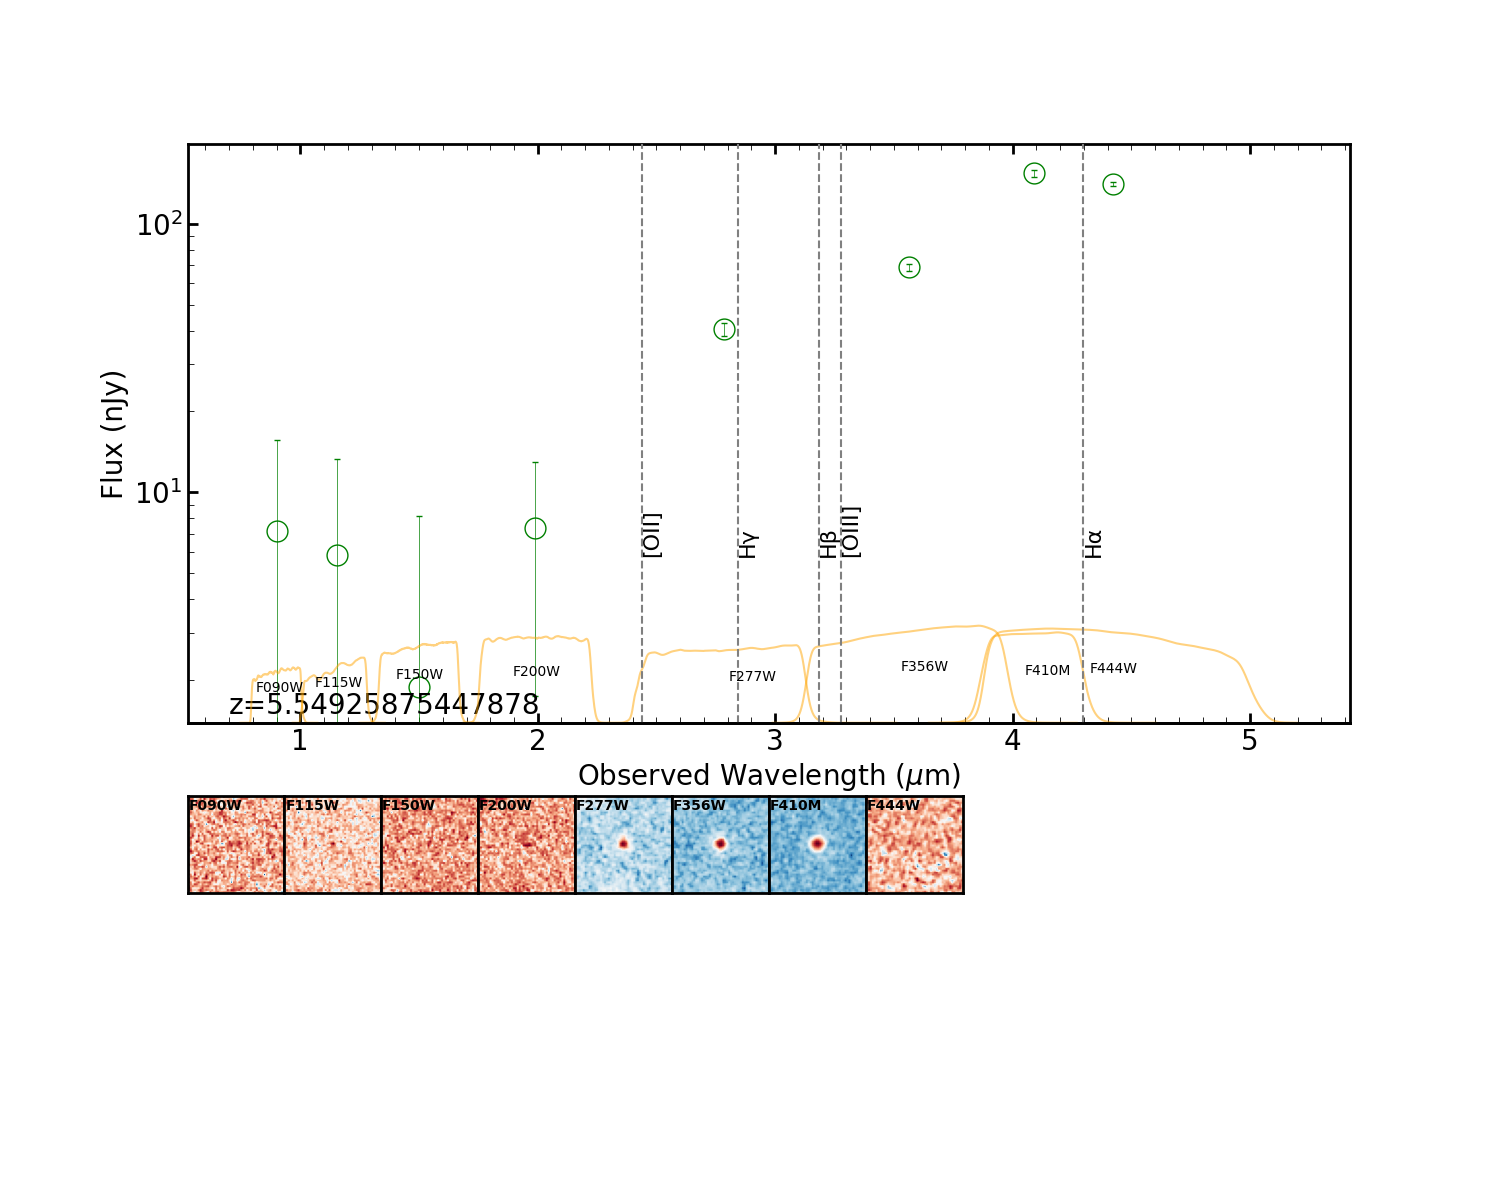 10²
10¹
Flux (nJy)
[OII]
Hγ
Hβ
[OIII]
Hα
F090W
F115W
F150W
F200W
F277W
F356W
F410M
F444W
z=5.54925875447878
1 2 3 4 5
Observed Wavelength (μm)
F090W F115W F150W F200W F277W F356W F410M F444W